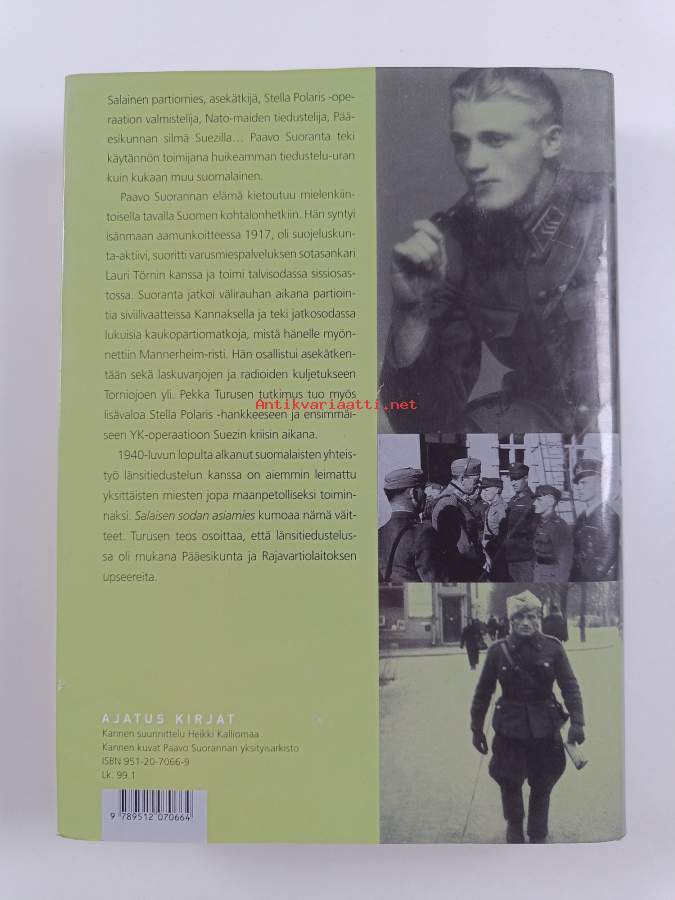 Salainen partiomies, asekätkijä, Stella Polaris -ope-
raation valmistelija, Nato-maiden tiedustelija, Pää-
esikunnan silmä Suezilla... Paavo Suoranta teki
käytännön toimijana huikeamman tiedustelu-uran
kuin kukaan muu suomalainen.
Paavo Suorannan elämä kietoutuu mielenkiin-
toisella tavalla Suomen kohtalonhetkiin. Hän syntyi
isänmaan aamunkoitteessa 1917, oli suojeluskun-
ta-aktiivi, suoritti varusmiespalveluksen sotasankari
Lauri Törnin kanssa ja toimi talvisodassa sissiosas-
tossa. Suoranta jatkoi välirauhan aikana partioin-
tia siviilivaatteissa Kannaksella ja teki jatkosodassa
lukuisia kaukopartiomatkoja, mistä hänelle myön-
nettiin Mannerheim-risti. Hän osallistui asekätken-
tään sekä laskuvarjojen ja radioiden kuljetukseen
Torniojoen yli. Pekka Turusen tutkimus tuo myös
lisävaloa Stella Polaris -hankkeeseen ja ensimmäi-
seen YK-operaatioon Suezin kriisin aikana.
1940-luvun lopulta alkanut suomalaisten yhteis-
työ länsitiedustelun kanssa on aiemmin leimattu
yksittäisten miesten jopa maanpetolliseksi toimin-
naksi. Salaisen sodan asiamies kumoaa nämä väit-
teet. Turusen teos osoittaa, että länsitiedustelus-
sa oli mukana Pääesikunta ja Rajavartiolaitoksen
upseereita.
Antikvariaatti.net
AJATUS KIRJAT
Kannen suunnittelu Heikki Kalliomaa
Kannen kuvat Paavo Suorannan yksityisarkisto
ISBN 951-20-7066-9
Lk. 99.1
9 789512 070664